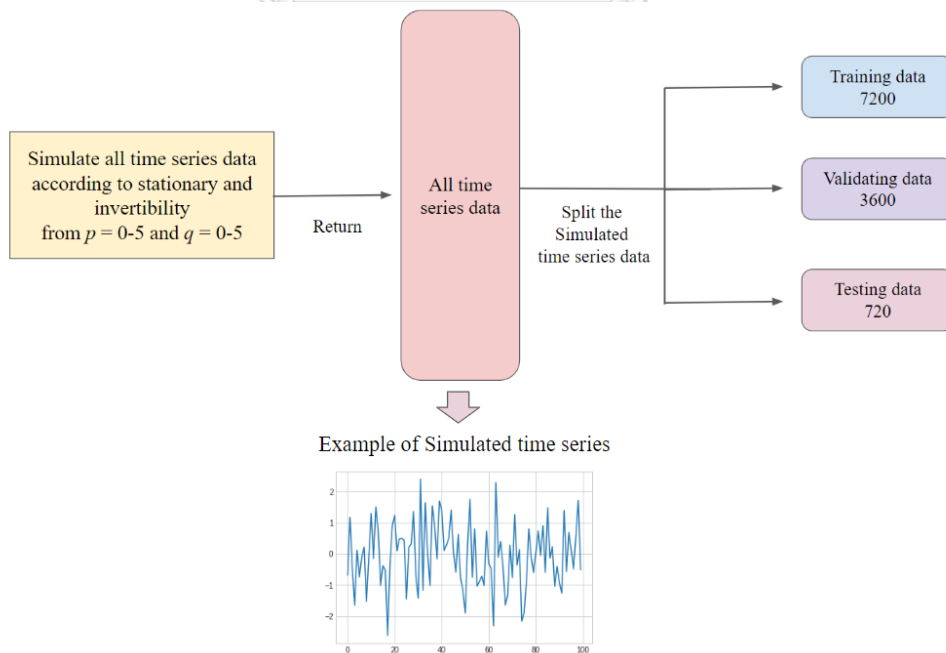 Simulate all time series data
according to stationary and
invertibility
from p = 0-5 and q = 0-5
Return
All time
series data
Split the
Simulated
time series data
Training data
7200
Validating data
3600
Testing data
720
Example of Simulated time series
2
1
0
−1
−2
0
20
40
60
80
100